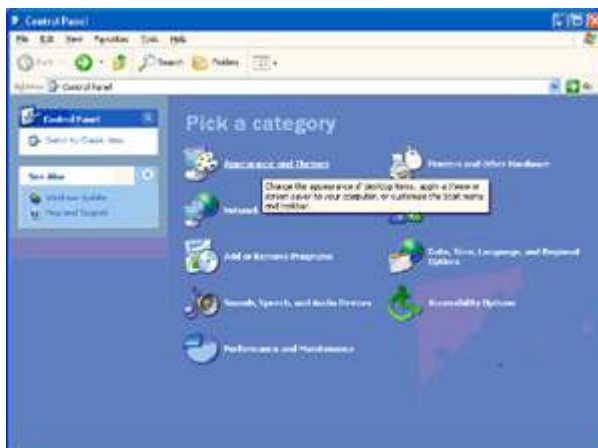 Control Panel
File Edit View Favorites Tools Help
Back Search Folders
Address Control Panel Go
Control Panel
Switch to Classic View
See Also
Windows Update
Help and Support
Pick a category
Appearance and Themes
Printers and Other Hardware
Change the appearance of desktop items, apply a theme or
screen saver to your computer, or customize the Start menu
and taskbar.
Network
Add or Remove Programs
Date, Time, Language, and Regional
Options
Sounds, Speech, and Audio Devices
Accessibility Options
Performance and Maintenance